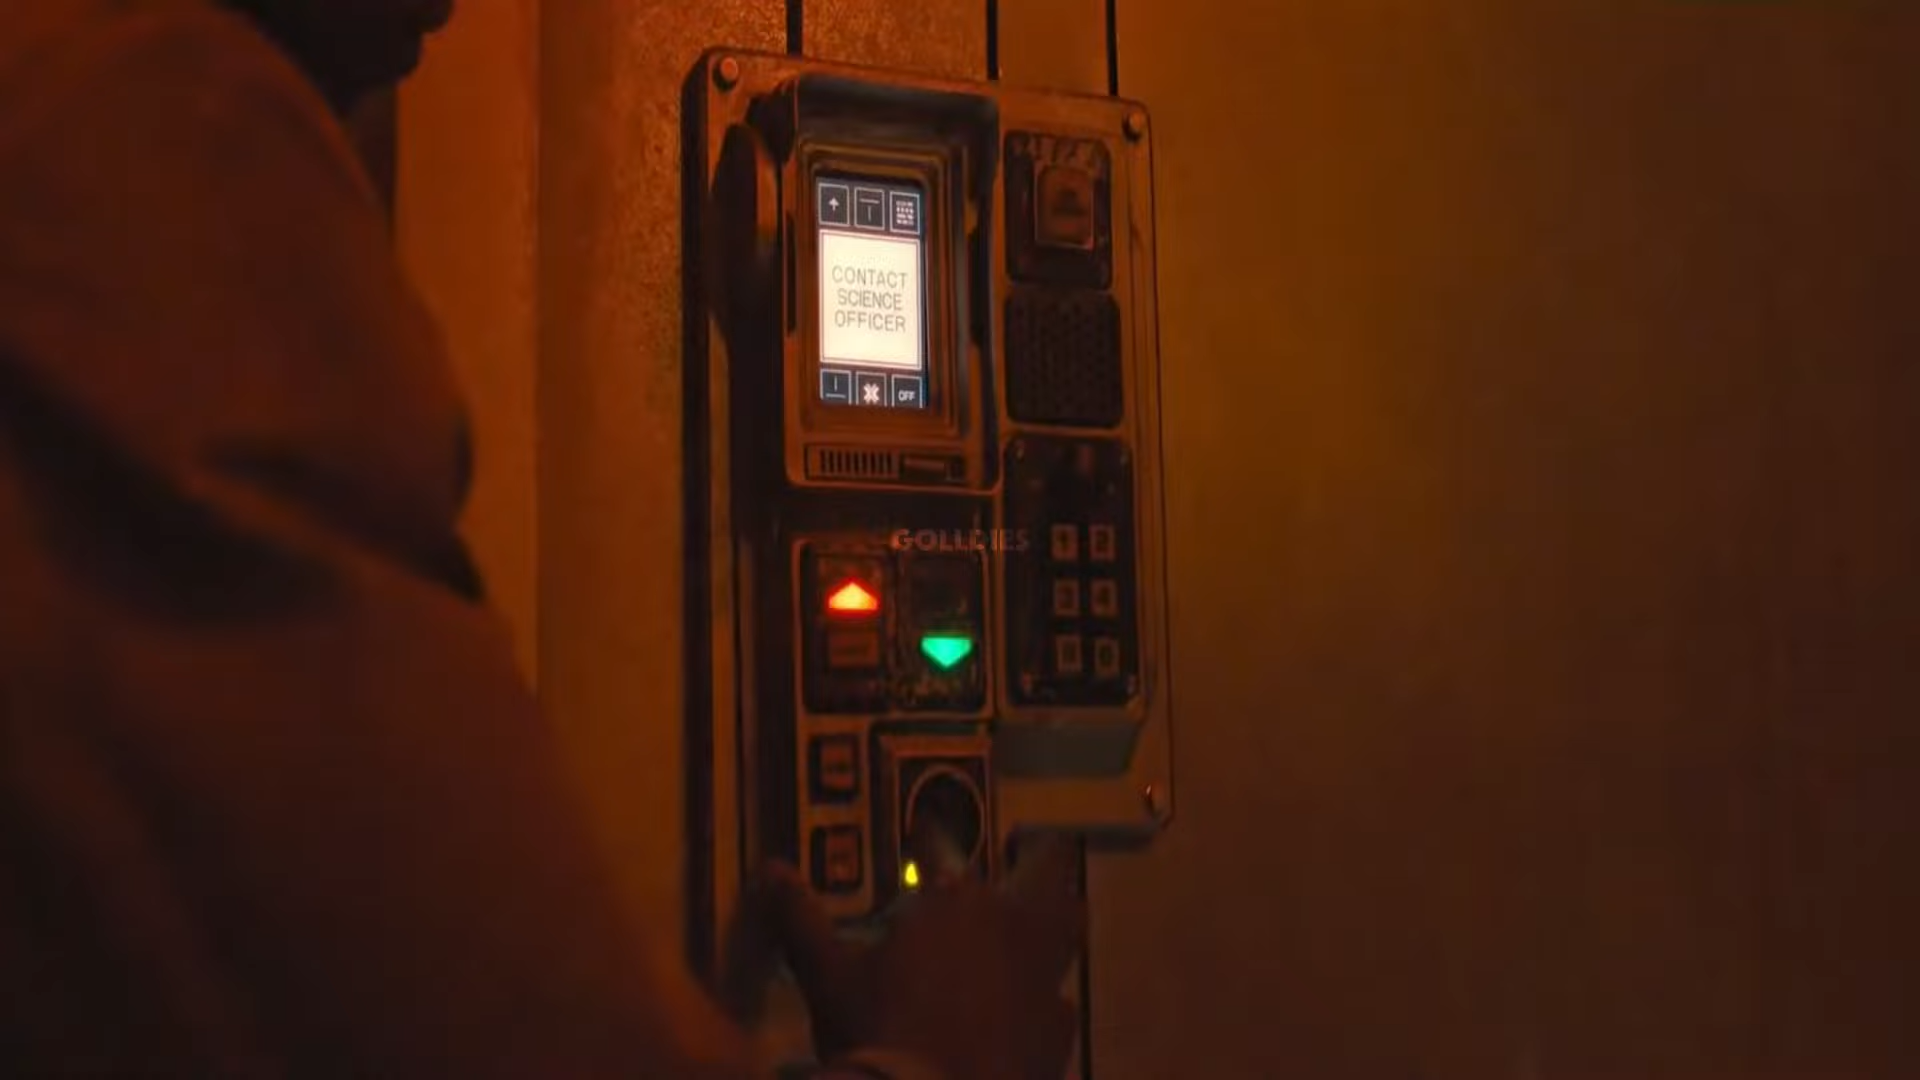 CONTACT
SCIENCE
OFFICER
OFF
GOLLDIES
1 2
3 4